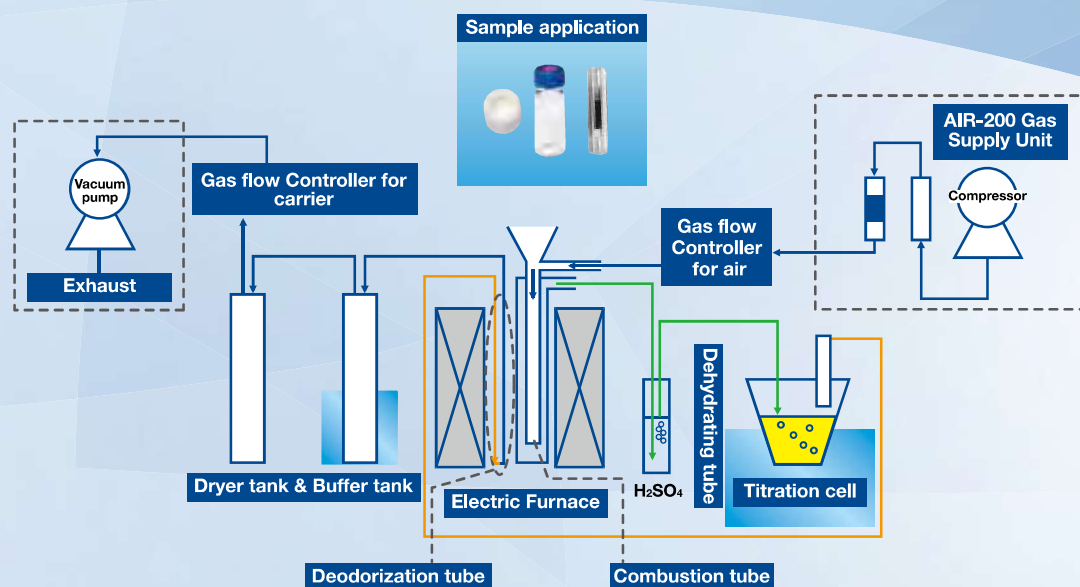 Sample application
AIR-200 Gas
Supply Unit
Vacuum
pump
Gas flow Controller for
carrier
Compressor
Gas flow
Controller
for air
Exhaust
Dehydrating tube
Dryer tank & Buffer tank
Electric Furnace
H₂SO₄
Titration cell
Deodorization tube
Combustion tube